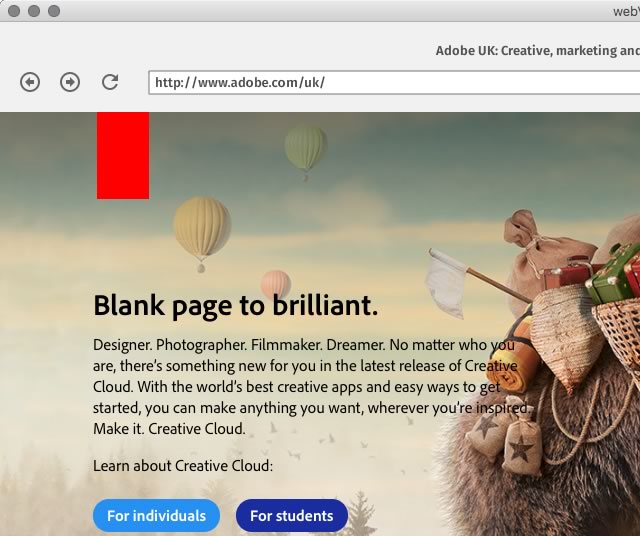 web
Adobe UK: Creative, marketing and
http://www.adobe.com/uk/
Blank page to brilliant.
Designer. Photographer. Filmmaker. Dreamer. No matter who you
are, there’s something new for you in the latest release of Creative
Cloud. With the world’s best creative apps and easy ways to get
started, you can make anything you want, wherever you’re inspired.
Make it. Creative Cloud.
Learn about Creative Cloud:
For individuals For students